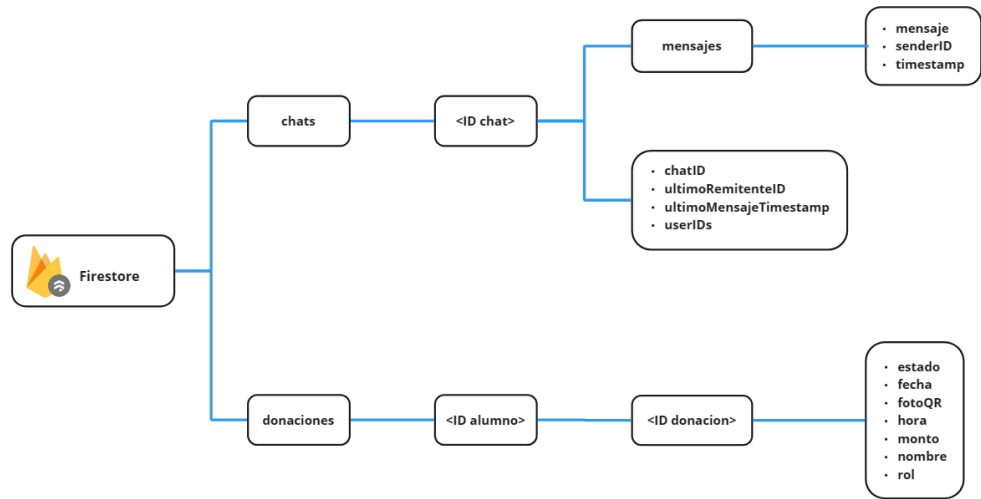 mensajes
• mensaje
• senderID
• timestamp
chats
<ID chat>
• chatID
• ultimoRemitenteID
• ultimoMensajeTimestamp
• userIDs
Firestore
donaciones
<ID alumno>
<ID donacion>
• estado
• fecha
• fotoQR
• hora
• monto
• nombre
• rol